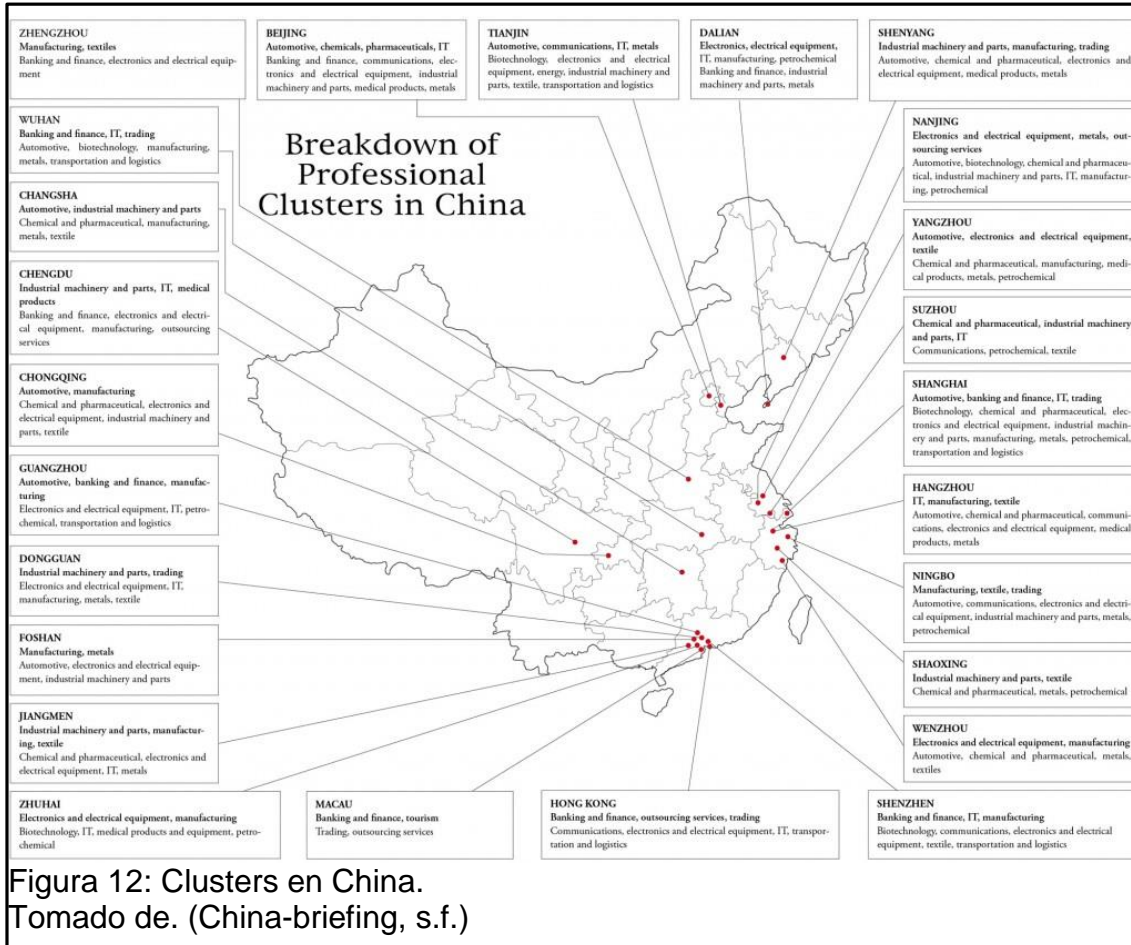 ZHENGZHOU
Manufacturing, textiles
Banking and finance, electronics and electrical equip-
ment
BEIJING
Automotive, chemicals, pharmaceuticals, IT
Banking and finance, communications, elec-
tronics and electrical equipment, industrial
machinery and parts, medical products, metals
TIANJIN
Automotive, communications, IT, metals
Biotechnology, electronics and electrical
equipment, energy, industrial machinery and
parts, textile, transportation and logistics
DALIAN
Electronics, electrical equipment,
IT, manufacturing, petrochemical
Banking and finance, industrial
machinery and parts, metals
SHENYANG
Industrial machinery and parts, manufacturing, trading
Automotive, chemical and pharmaceutical, electronics and
electrical equipment, medical products, metals
Breakdown of
Professional
Clusters in China
WUHAN
Banking and finance, IT, trading
Automotive, biotechnology, manufacturing,
metals, transportation and logistics
CHANGSHA
Automotive, industrial machinery and parts
Chemical and pharmaceutical, manufacturing,
metals, textile
CHENGDU
Industrial machinery and parts, IT, medical
products
Banking and finance, electronics and electri-
cal equipment, manufacturing, outsourcing
services
CHONGQING
Automotive, manufacturing
Chemical and pharmaceutical, electronics and
electrical equipment, industrial machinery and
parts, textile
GUANGZHOU
Automotive, banking and finance, manufac-
turing
Electronics and electrical equipment, IT, petro-
chemical, transportation and logistics
DONGGUAN
Industrial machinery and parts, trading
Electronics and electrical equipment, IT,
manufacturing, metals, textile
FOSHAN
Manufacturing, metals
Automotive, electronics and electrical equip-
ment, industrial machinery and parts
JIANGMEN
Industrial machinery and parts, manufactur-
ing, textile
Chemical and pharmaceutical, electronics and
electrical equipment, IT, metals
NANJING
Electronics and electrical equipment, metals, out-
sourcing services
Automotive, biotechnology, chemical and pharmaceu-
tical, industrial machinery and parts, IT, manufactur-
ing, petrochemical
YANGZHOU
Automotive, electronics and electrical equipment,
textile
Chemical and pharmaceutical, manufacturing, medi-
cal products, metals, petrochemical
SUZHOU
Chemical and pharmaceutical, industrial machinery
and parts, IT
Communications, petrochemical, textile
SHANGHAI
Automotive, banking and finance, IT, trading
Biotechnology, chemical and pharmaceutical, elec-
tronics and electrical equipment, industrial machin-
ery and parts, manufacturing, metals, petrochemical,
transportation and logistics
HANGZHOU
IT, manufacturing, textile
Automotive, chemical and pharmaceutical, communi-
cations, electronics and electrical equipment, medical
products, metals
NINGBO
Manufacturing, textile, trading
Automotive, communications, electronics and electri-
cal equipment, industrial machinery and parts, metals,
petrochemical
SHAOXING
Industrial machinery and parts, textile
Chemical and pharmaceutical, metals, petrochemical
WENZHOU
Electronics and electrical equipment, manufacturing
Automotive, chemical and pharmaceutical, metals,
textiles
ZHUHAI
Electronics and electrical equipment, manufacturing
Biotechnology, IT, medical products and equipment, petro-
chemical
MACAU
Banking and finance, tourism
Trading, outsourcing services
HONG KONG
Banking and finance, outsourcing services, trading
Communications, electronics and electrical equipment, IT, transpor-
tation and logistics
SHENZHEN
Banking and finance, IT, manufacturing
Biotechnology, communications, electronics and electrical
equipment, textile, transportation and logistics
Figura 12: Clusters en China.
Tomado de. (China-briefing, s.f.)